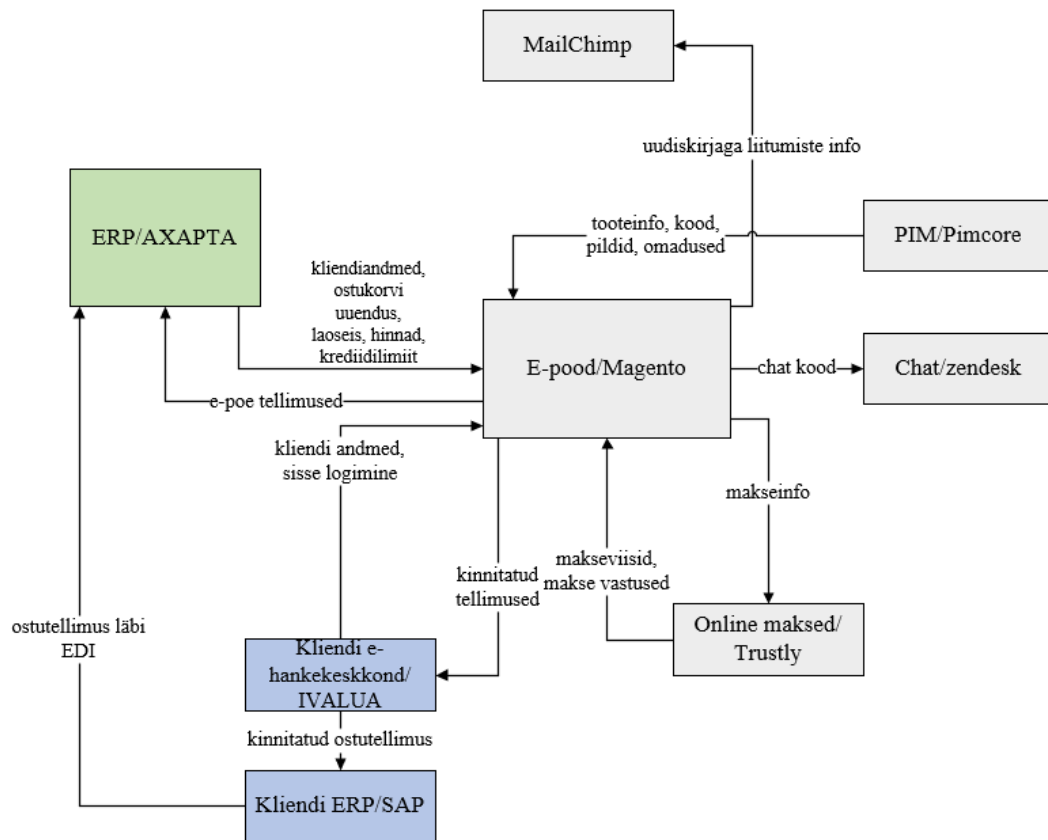 MailChimp
uudiskirjaga liitumiste info
ERP/AXAPTA
tooteinfo, kood,
pildid, omadused
PIM/Pimcore
kliendiandmed,
ostukorvi
uuendus,
laoseis, hinnad,
krediidilimiit
E-pood/Magento
chat kood
Chat/zendesk
e-poe tellimused
kliendi andmed,
sisse logimine
makseinfo
kinnitatud
tellimused
makseviisid,
makse vastused
ostutellimus läbi
EDI
Online maksed/
Trustly
Kliendi e-
hankekeskkond/
IVALUA
kinnitatud ostutellimus
Kliendi ERP/SAP